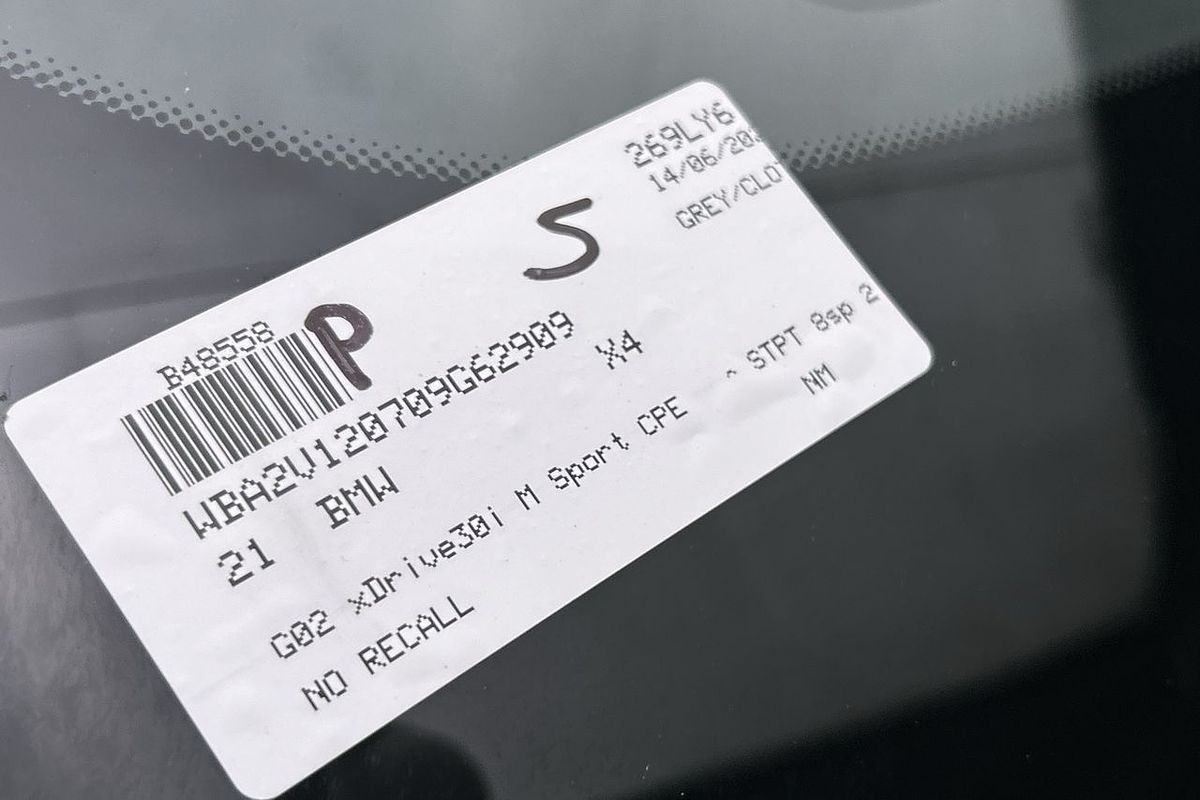 269LY6
14/06/20
GREY/CLOT
S
P
B48558
WBA2V120709G62909
21 BMW X4
G02 xDrive30i M Sport CPE ^ STPT 8sp 2
NO RECALL NM